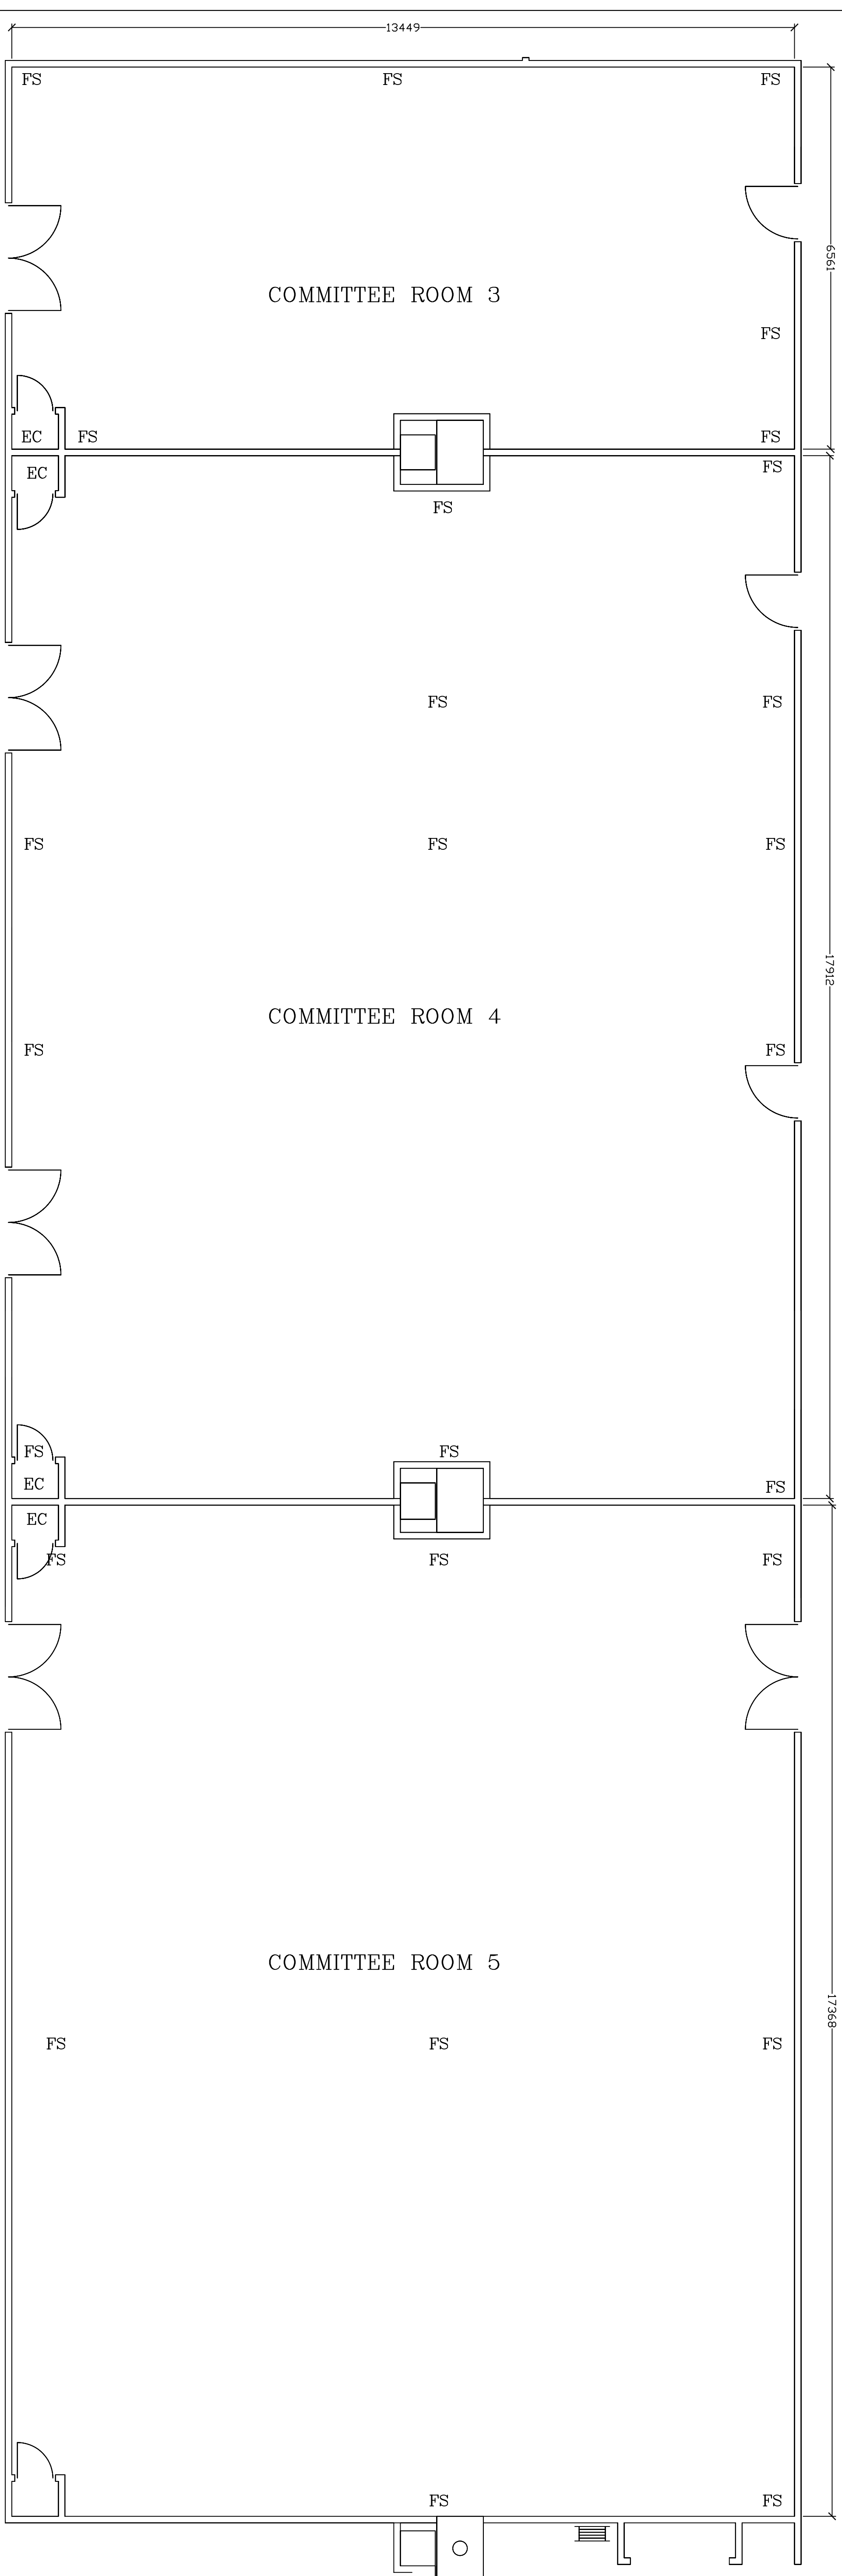 13449
FS FS FS
6561
COMMITTEE ROOM 3
FS
EC FS FS
EC FS
FS
FS FS
FS FS FS
17912
COMMITTEE ROOM 4
FS FS
FS FS
EC FS
EC
FS FS FS
COMMITTEE ROOM 5
17368
FS FS FS
FS FS